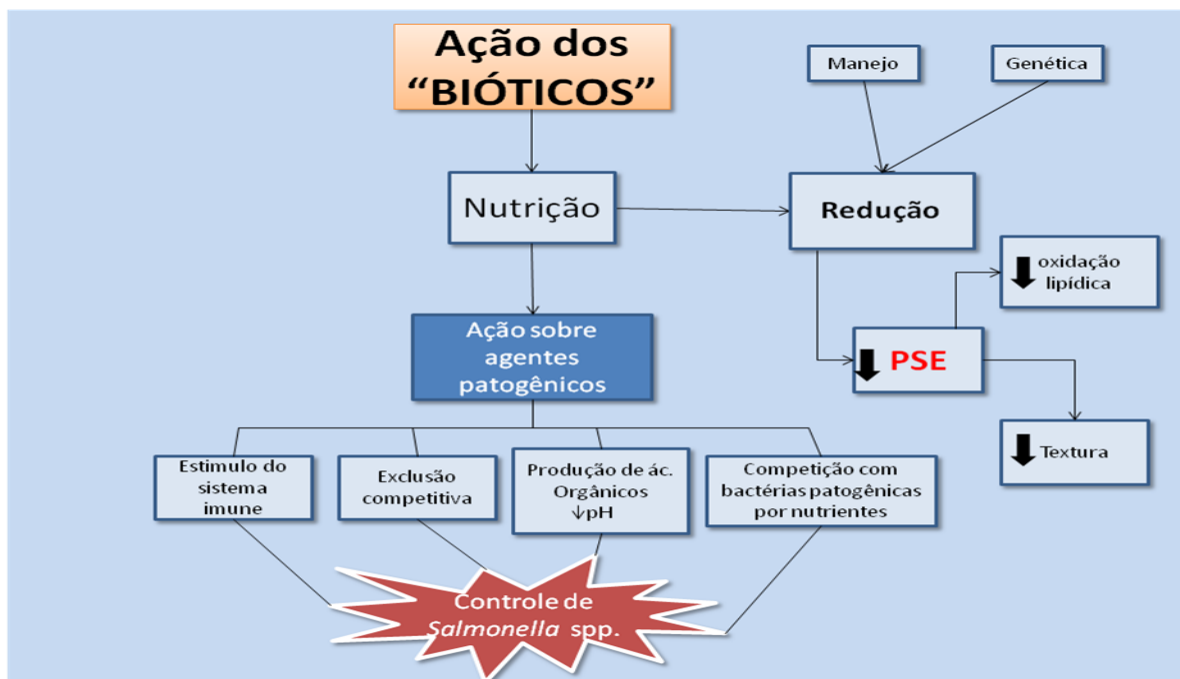 Ação dos
“BIÓTICOS”
Manejo
Genética
Nutrição
Redução
oxidação
lipídica
PSE
Textura
Ação sobre
agentes
patogênicos
Estimulo do
sistema
imune
Exclusão
competitiva
Produção de ác.
Orgânicos
↓pH
Competição com
bactérias patogênicas
por nutrientes
Controle de
Salmonella spp.